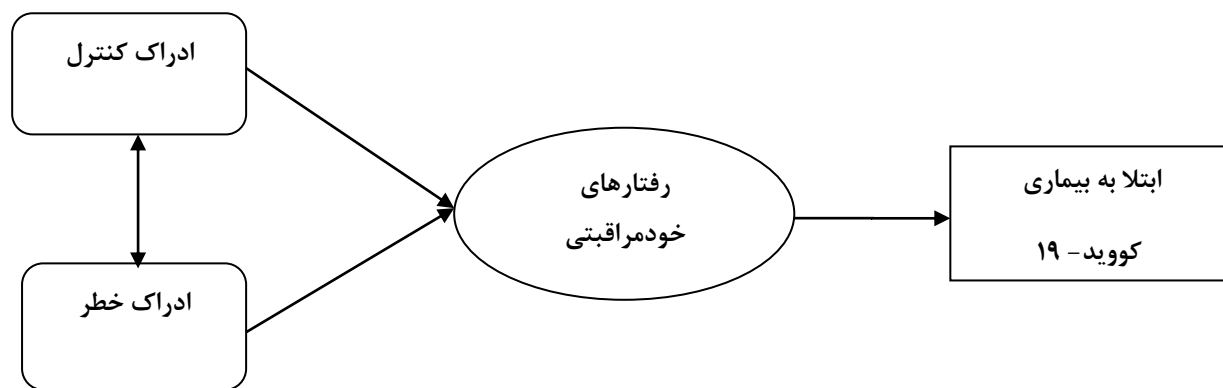 ادراک کنترل
ادراک خطر
رفتارهای
خودمراقبتی
ابتلا به بیماری
کووید- ۱۹